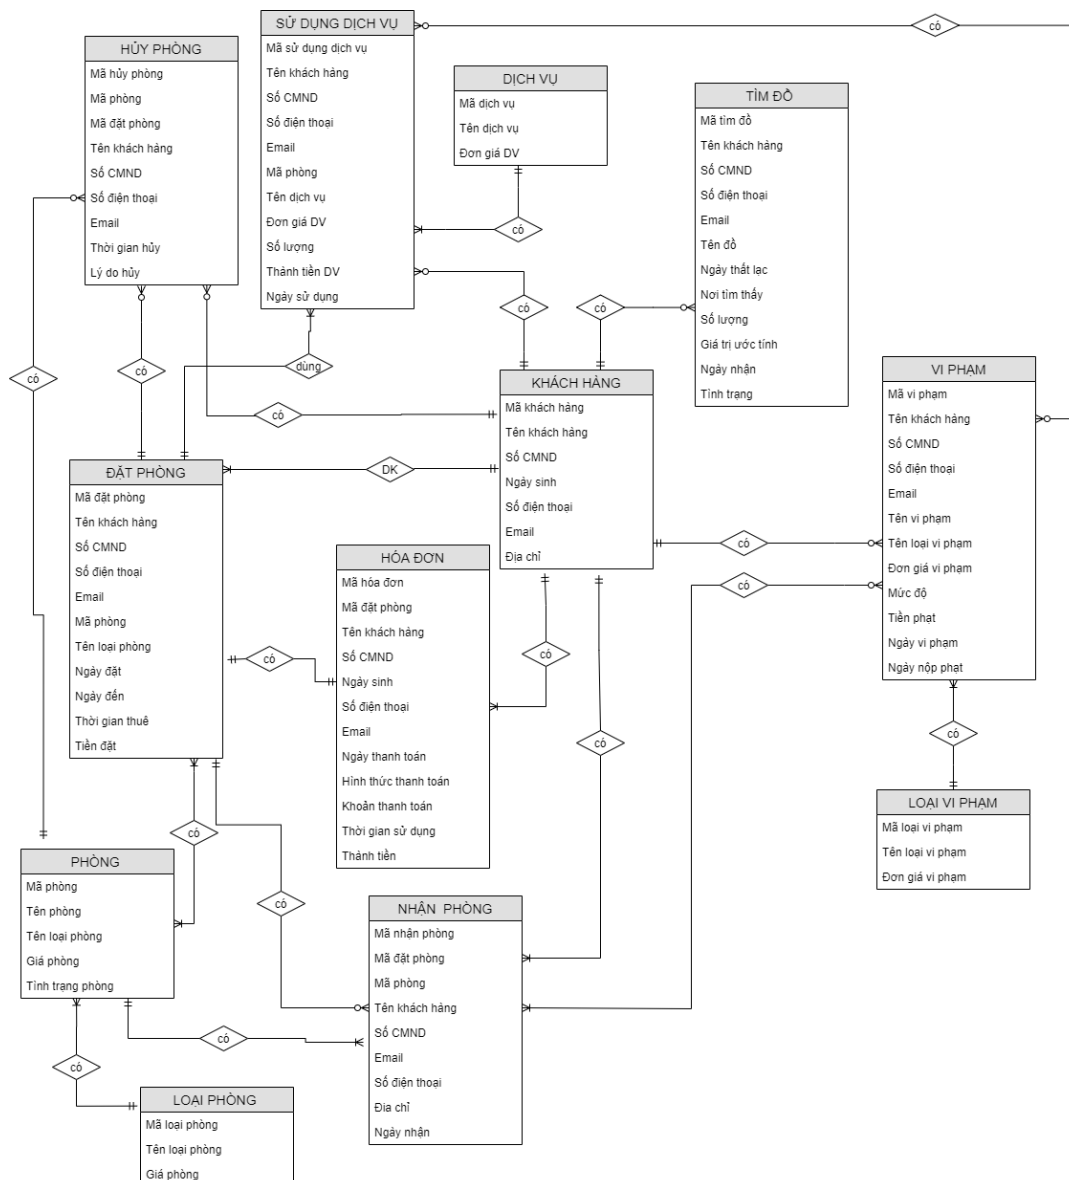 SỬ DỤNG DỊCH VỤ
Mã sử dụng dịch vụ
Tên khách hàng
Số CMND
Số điện thoại
Email
Mã phòng
Tên dịch vụ
Đơn giá DV
Số lượng
Thành tiền DV
Ngày sử dụng
có
HỦY PHÒNG
Mã hủy phòng
Mã phòng
Mã đặt phòng
Tên khách hàng
Số CMND
Số điện thoại
Email
Thời gian hủy
Lý do hủy
DỊCH VỤ
Mã dịch vụ
Tên dịch vụ
Đơn giá DV
có
TÌM ĐỒ
Mã tìm đồ
Tên khách hàng
Số CMND
Số điện thoại
Email
Tên đồ
Ngày thất lạc
Nơi tìm thấy
Số lượng
Giá trị ước tính
Ngày nhận
Tình trạng
có
có
dùng
có
có
có
DK
KHÁCH HÀNG
Mã khách hàng
Tên khách hàng
Số CMND
Ngày sinh
Số điện thoại
Email
Địa chỉ
VI PHẠM
Mã vi phạm
Tên khách hàng
Số CMND
Số điện thoại
Email
Tên vi phạm
Tên loại vi phạm
Đơn giá vi phạm
Mức độ
Tiền phạt
Ngày vi phạm
Ngày nộp phạt
có
có
ĐẶT PHÒNG
Mã đặt phòng
Tên khách hàng
Số CMND
Số điện thoại
Email
Mã phòng
Tên loại phòng
Ngày đặt
Ngày đến
Thời gian thuê
Tiền đặt
có
HÓA ĐƠN
Mã hóa đơn
Mã đặt phòng
Tên khách hàng
Số CMND
Ngày sinh
Số điện thoại
Email
Ngày thanh toán
Hình thức thanh toán
Khoản thanh toán
Thời gian sử dụng
Thành tiền
có
có
có
LOẠI VI PHẠM
Mã loại vi phạm
Tên loại vi phạm
Đơn giá vi phạm
có
có
PHÒNG
Mã phòng
Tên phòng
Tên loại phòng
Giá phòng
Tình trạng phòng
NHẬN PHÒNG
Mã nhận phòng
Mã đặt phòng
Mã phòng
Tên khách hàng
Số CMND
Email
Số điện thoại
Đia chỉ
Ngày nhận
có
có
LOẠI PHÒNG
Mã loại phòng
Tên loại phòng
Giá phòng